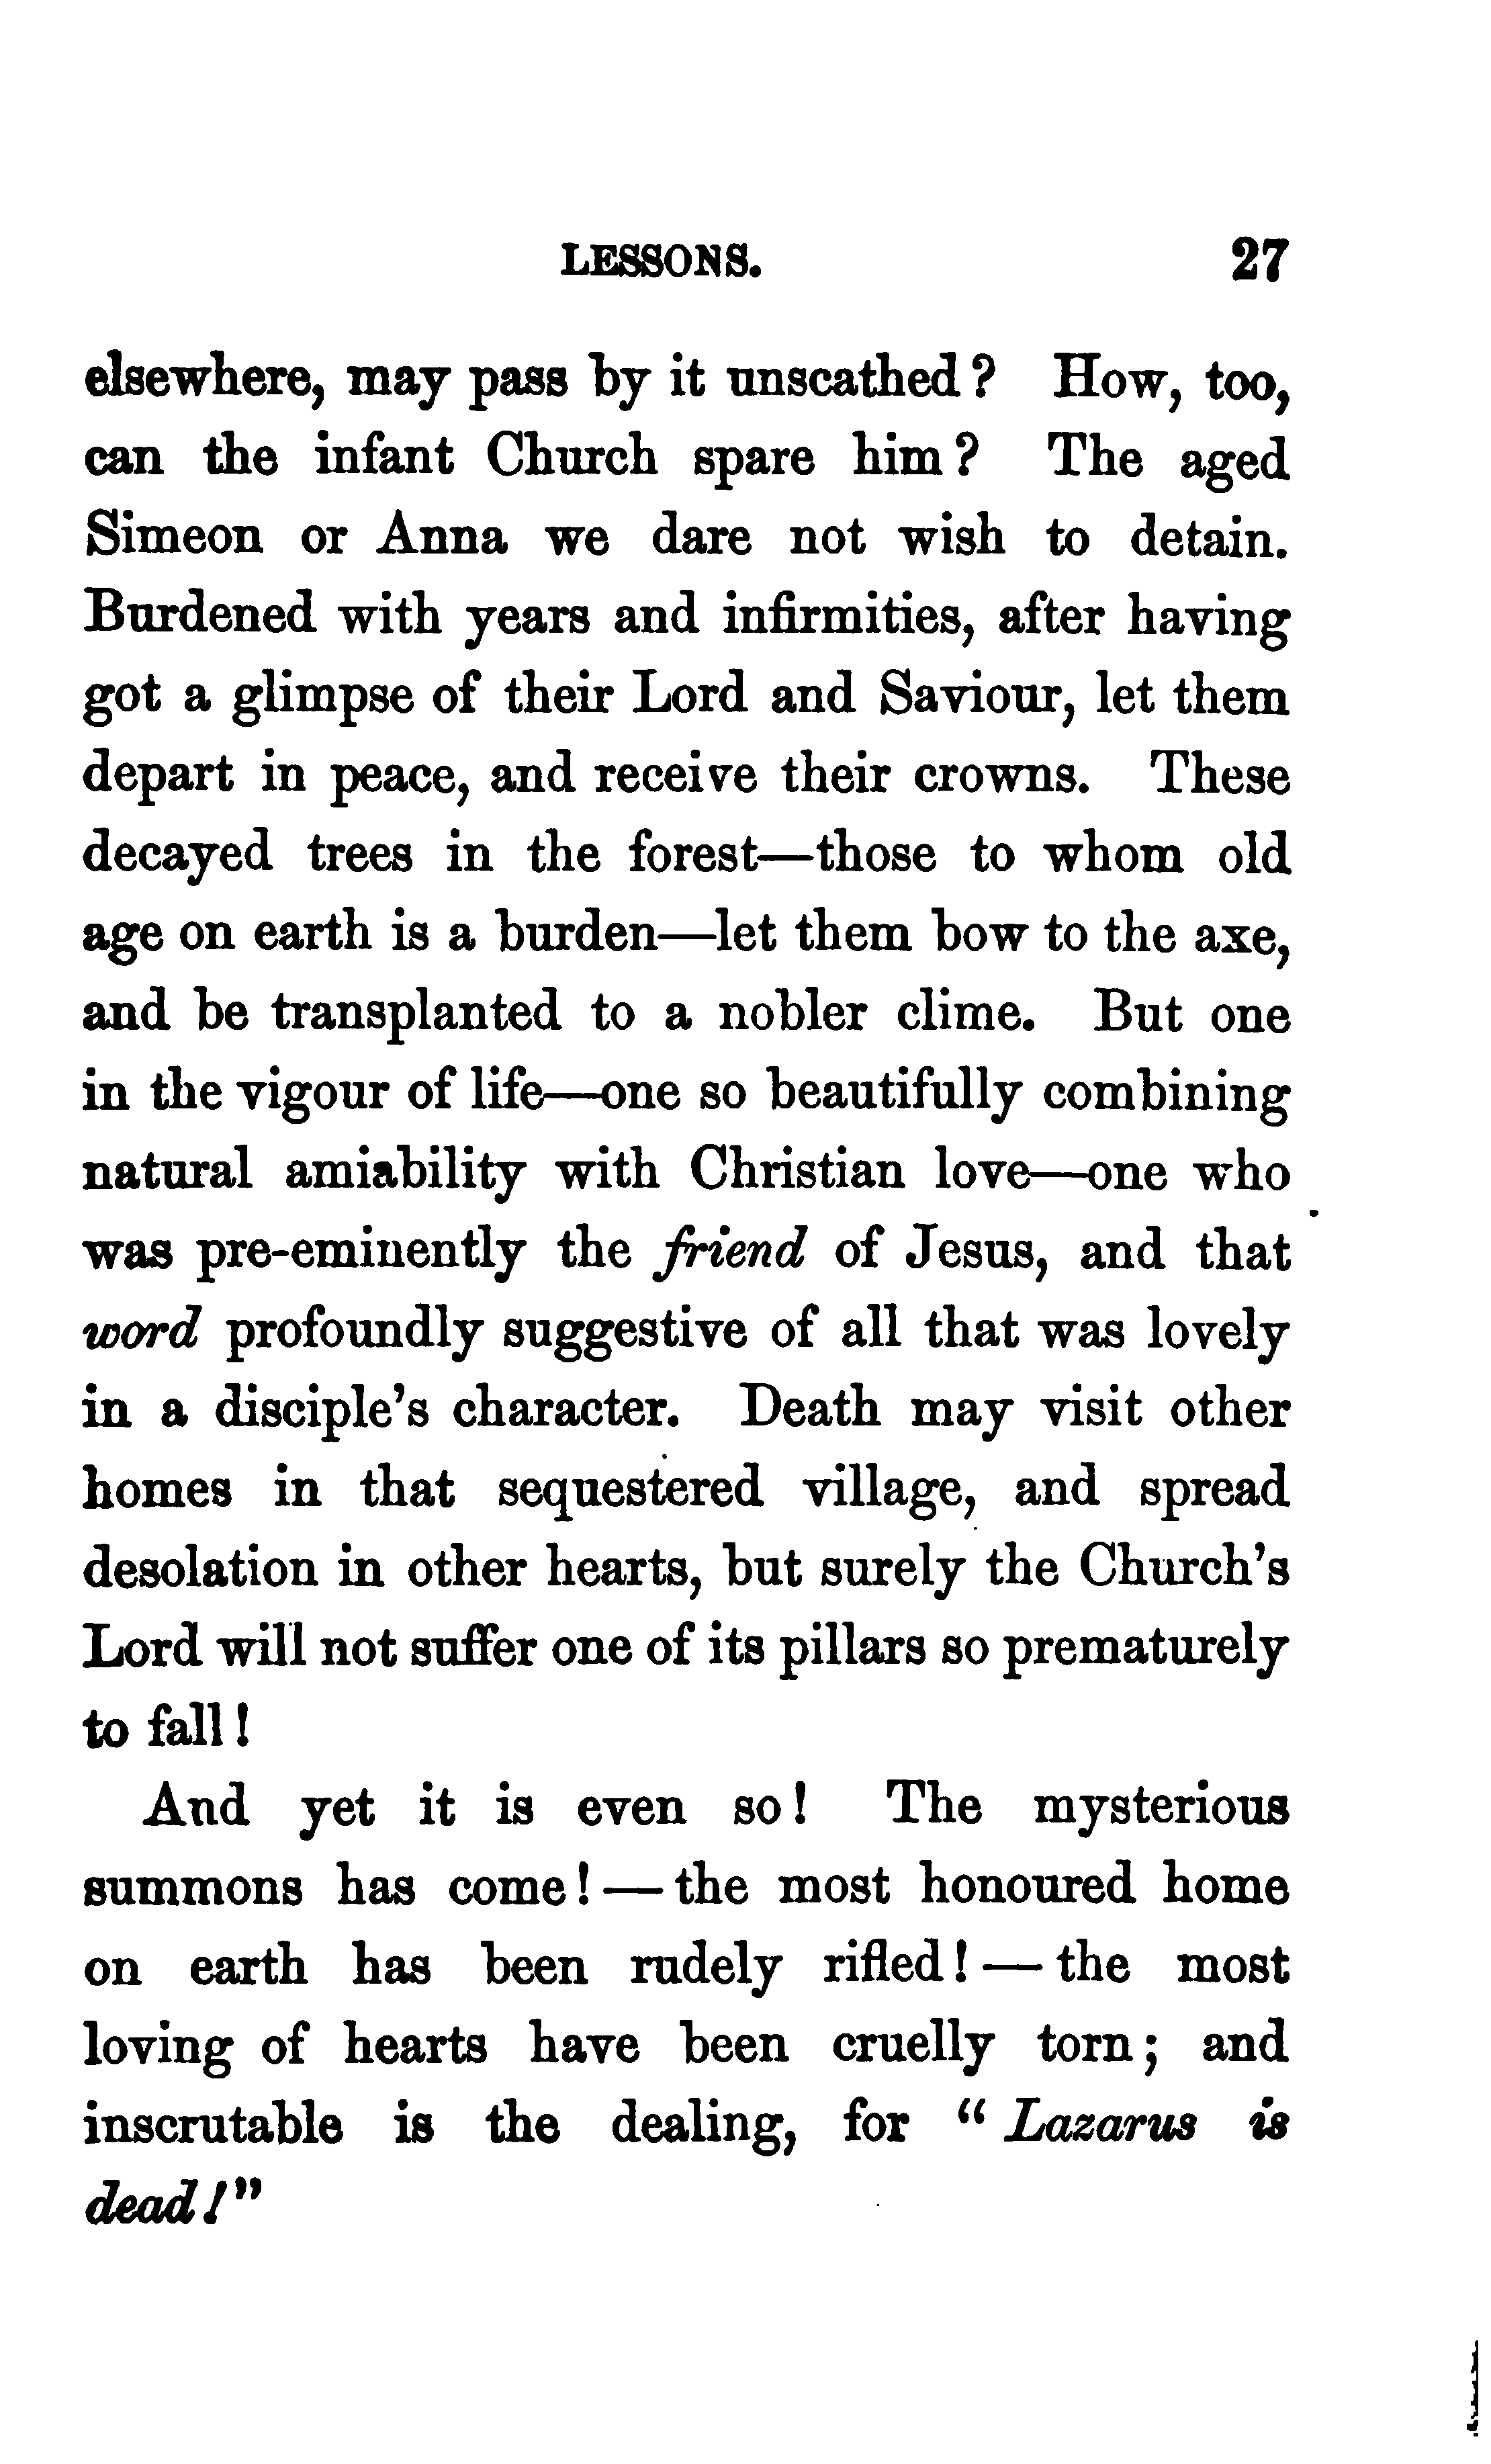 LESSONS. 27
elsewhere, may pass by it unscathed? How, too,
can the infant Church spare him? The aged
Simeon or Anna we dare not wish to detain.
Burdened with years and infirmities, after having
got a glimpse of their Lord and Saviour, let them
depart in peace, and receive their crowns. These
decayed trees in the forest—those to whom old
age on earth is a burden—let them bow to the axe,
and be transplanted to a nobler clime. But one
in the vigour of life—one so beautifully combining
natural amiability with Christian love—one who
was pre-eminently the friend of Jesus, and that
word profoundly suggestive of all that was lovely
in a disciple's character. Death may visit other
homes in that sequestered village, and spread
desolation in other hearts, but surely the Church's
Lord will not suffer one of its pillars so prematurely
to fall!
And yet it is even so! The mysterious
summons has come!—the most honoured home
on earth has been rudely rifled!—the most
loving of hearts have been cruelly torn; and
inscrutable is the dealing, for "Lazarus is
dead!"